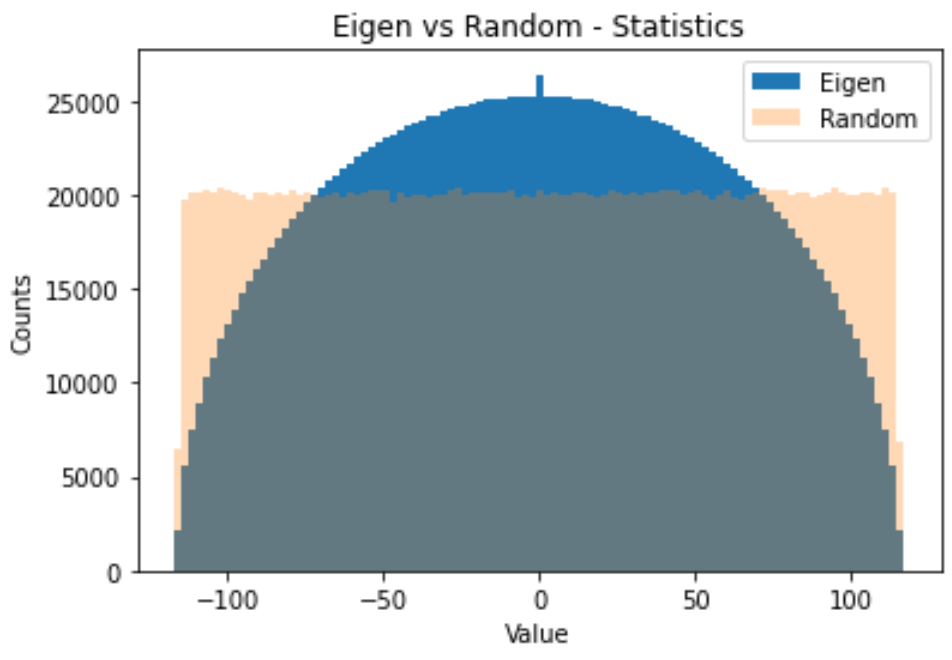 Eigen vs Random - Statistics
Eigen
Random
Counts
25000
20000
15000
10000
5000
0
−100
−50
0
50
100
Value